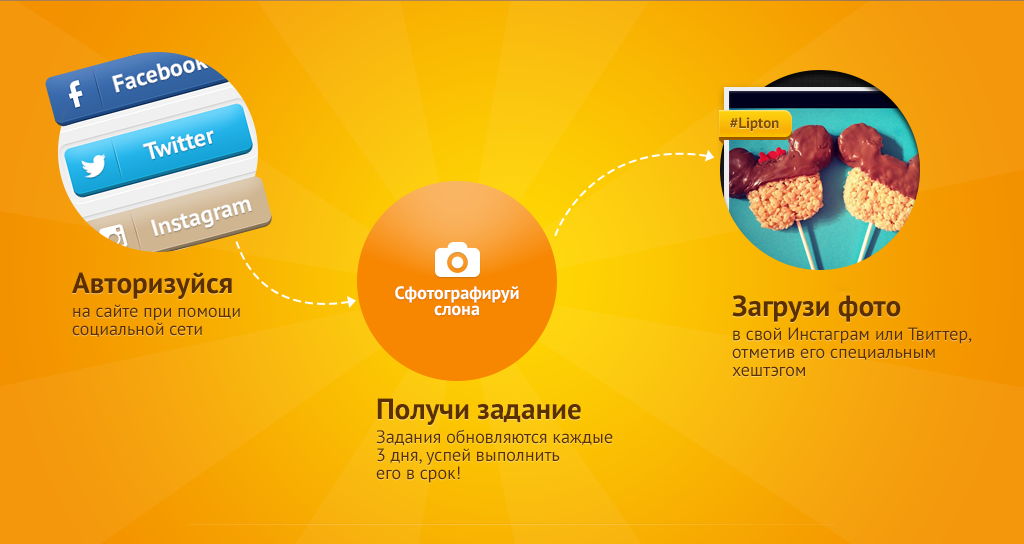 Facebook
Twitter
Instagram
Авторизуйся
на сайте при помощи
социальной сети
Сфотографируй
слона
Получи задание
Задания обновляются каждые
3 дня, успей выполнить
его в срок!
#Lipton
Загрузи фото
в свой Инстаграм или Твиттер,
отметив его специальным
хештэгом